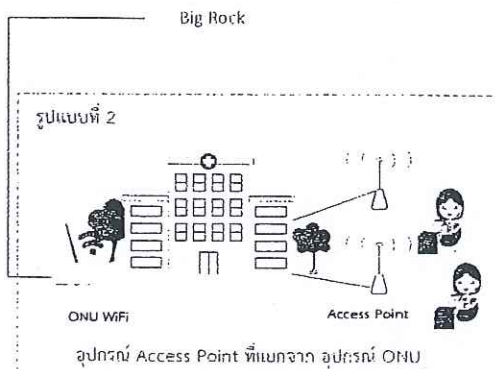 Big Rock
รูปแบบที่ 2
ONU WiFi
Access Point
อุปกรณ์ Access Point ที่แยกจาก อุปกรณ์ ONU